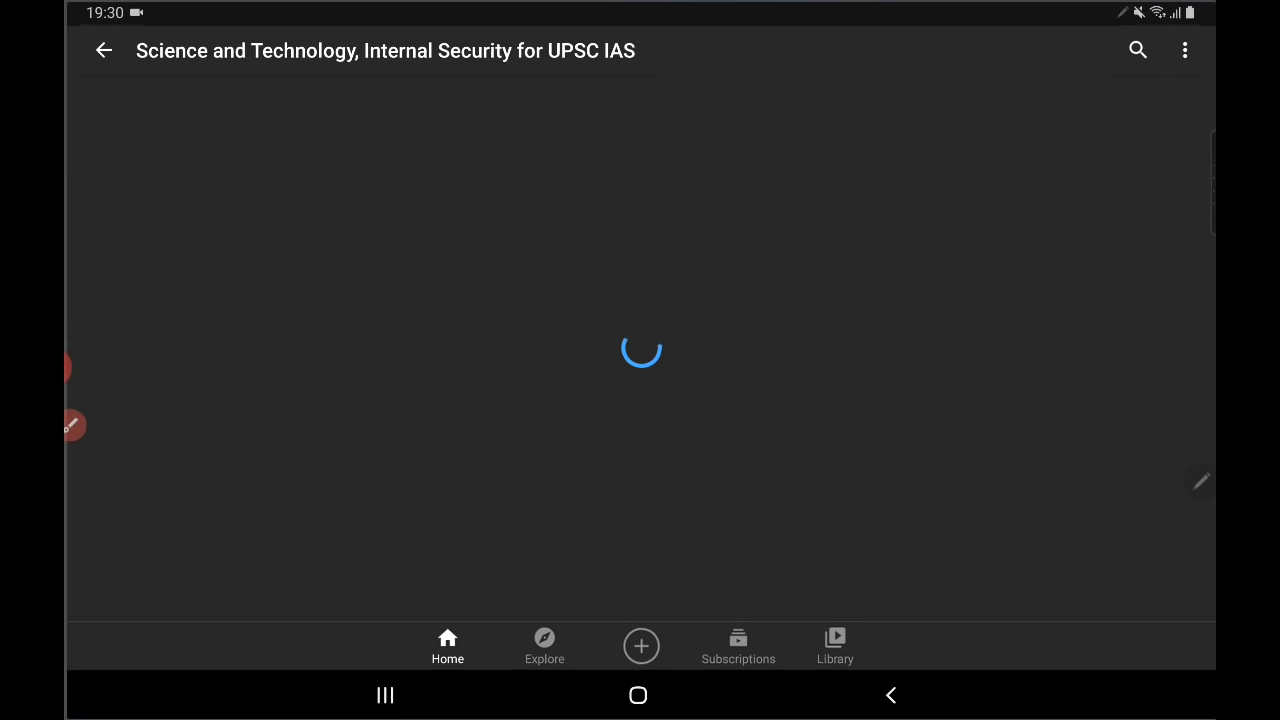 19:30
Science and Technology, Internal Security for UPSC IAS
Home
Explore
Subscriptions
Library